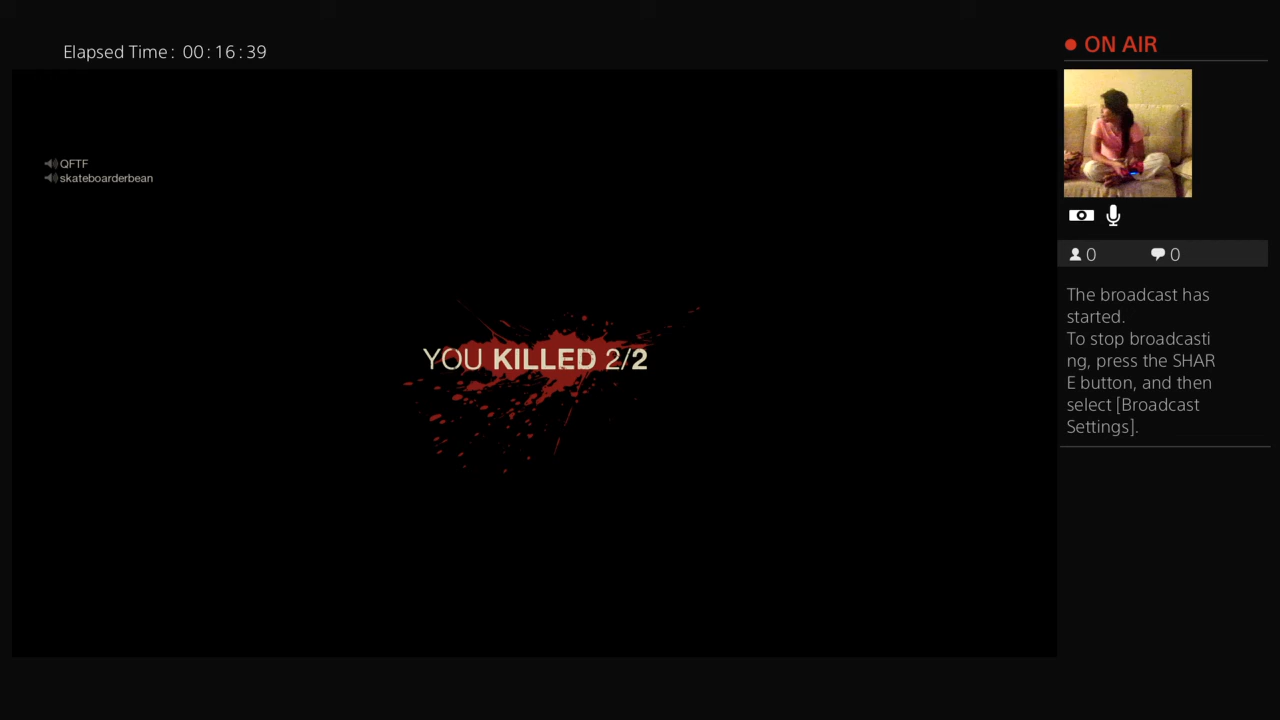 Elapsed Time: 00:16:39
ON AIR
QFTF
skateboarderbean
YOU KILLED 2/2
0
0
The broadcast has
started.
To stop broadcasti
ng, press the SHAR
E button, and then
select [Broadcast
Settings].